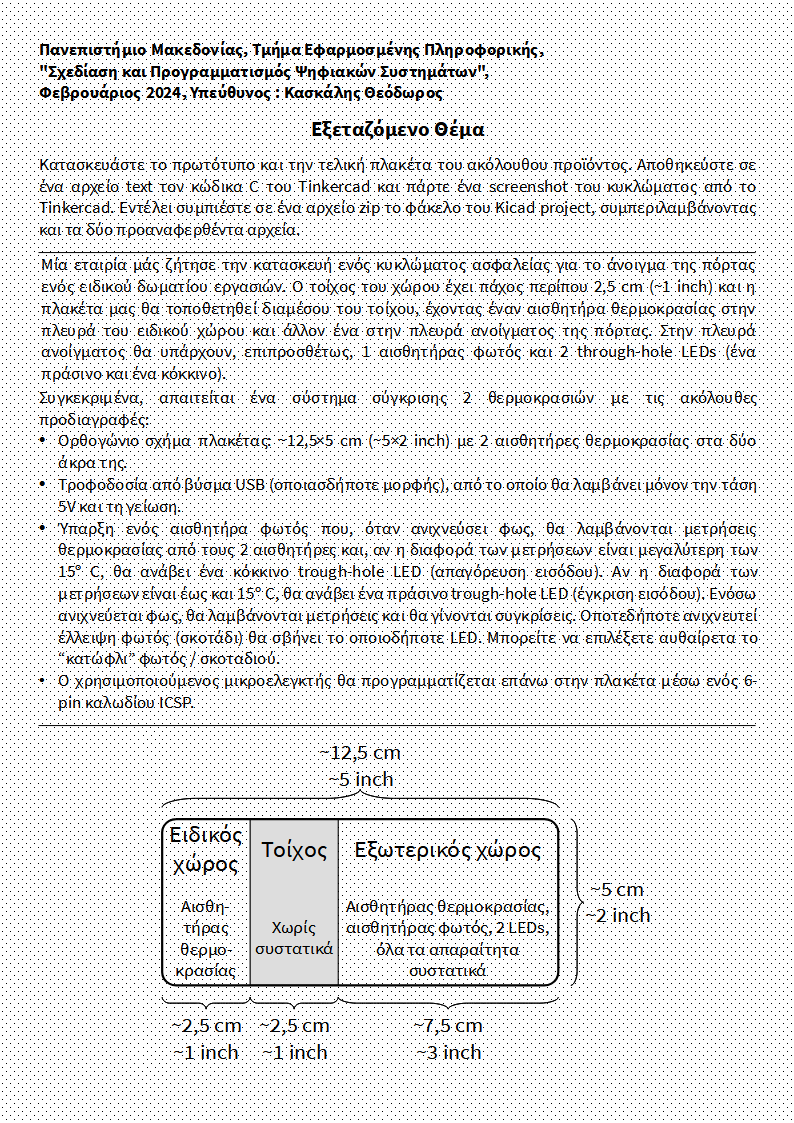 Πανεπιστήμιο Μακεδονίας, Τμήμα Εφαρμοσμένης Πληροφορικής,
"Σχεδίαση και Προγραμματισμός Ψηφιακών Συστημάτων",
Φεβρουάριος 2024, Υπεύθυνος : Κασκάλης Θεόδωρος
Εξεταζόμενο Θέμα
Κατασκευάστε το πρωτότυπο και την τελική πλακέτα του ακόλουθου προϊόντος. Αποθηκεύστε σε
ένα αρχείο text τον κώδικα C του Tinkercad και πάρτε ένα screenshot του κυκλώματος από το
Tinkercad. Εντέλει συμπιέστε σε ένα αρχείο zip το φάκελο του Kicad project, συμπεριλαμβάνοντας
και τα δύο προαναφερθέντα αρχεία.
Μία εταιρία μάς ζήτησε την κατασκευή ενός κυκλώματος ασφαλείας για το άνοιγμα της πόρτας
ενός ειδικού δωματίου εργασιών. Ο τοίχος του χώρου έχει πάχος περίπου 2,5 cm (~1 inch) και η
πλακέτα μας θα τοποθετηθεί διαμέσου του τοίχου, έχοντας έναν αισθητήρα θερμοκρασίας στην
πλευρά του ειδικού χώρου και άλλον ένα στην πλευρά ανοίγματος της πόρτας. Στην πλευρά
ανοίγματος θα υπάρχουν, επιπροσθέτως, 1 αισθητήρας φωτός και 2 through-hole LEDs (ένα
πράσινο και ένα κόκκινο).
Συγκεκριμένα, απαιτείται ένα σύστημα σύγκρισης 2 θερμοκρασιών με τις ακόλουθες
προδιαγραφές:
• Ορθογώνιο σχήμα πλακέτας: ~12,5×5 cm (~5×2 inch) με 2 αισθητήρες θερμοκρασίας στα δύο
άκρα της.
• Τροφοδοσία από βύσμα USB (οποιασδήποτε μορφής), από το οποίο θα λαμβάνει μόνον την τάση
5V και τη γείωση.
• Ύπαρξη ενός αισθητήρα φωτός που, όταν ανιχνεύσει φως, θα λαμβάνονται μετρήσεις
θερμοκρασίας από τους 2 αισθητήρες και, αν η διαφορά των μετρήσεων είναι μεγαλύτερη των
15° C, θα ανάβει ένα κόκκινο trough-hole LED (απαγόρευση εισόδου). Αν η διαφορά των
μετρήσεων είναι έως και 15° C, θα ανάβει ένα πράσινο trough-hole LED (έγκριση εισόδου). Ενόσω
ανιχνεύεται φως, θα λαμβάνονται μετρήσεις και θα γίνονται συγκρίσεις. Οποτεδήποτε ανιχνευτεί
έλλειψη φωτός (σκοτάδι) θα σβήνει το οποιοδήποτε LED. Μπορείτε να επιλέξετε αυθαίρετα το
“κατώφλι” φωτός / σκοταδιού.
• Ο χρησιμοποιούμενος μικροελεγκτής θα προγραμματίζεται επάνω στην πλακέτα μέσω ενός 6-
pin καλωδίου ICSP.
~12,5 cm
~5 inch
Ειδικός
χώρος
Τοίχος
Εξωτερικός χώρος
Αισθη-
τήρας
θερμο-
κρασίας
Χωρίς
συστατικά
Αισθητήρας θερμοκρασίας,
αισθητήρας φωτός, 2 LEDs,
όλα τα απαραίτητα
συστατικά
~5 cm
~2 inch
~2,5 cm
~1 inch
~2,5 cm
~1 inch
~7,5 cm
~3 inch